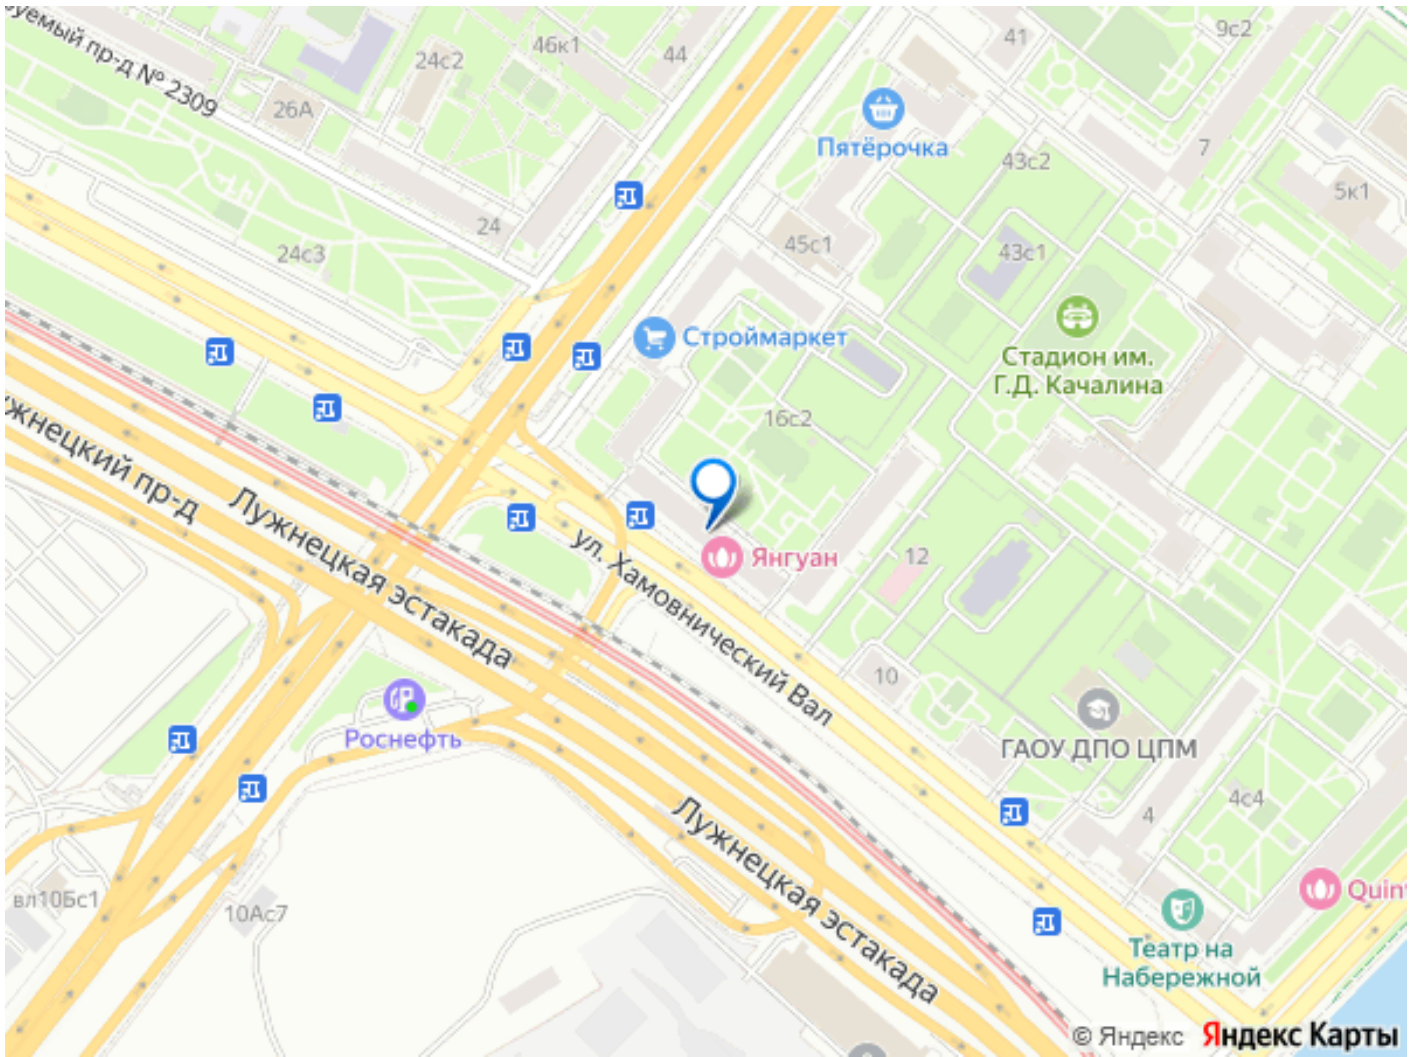 уемый пр-д № 2309
24с2
46к1
44
41
9с2
26А
Пятёрочка
43с2
7
5к1
24
24с3
45с1
43с1
Строймаркет
Стадион им.
Г.Д. Качалина
16с2
жнецкий пр-д
Лужнецкая эстакада
ул. Хамовнический Вал
Янгуан
12
10
Роснефть
ГАОУ ДПО ЦПМ
4с4
4
Лужнецкая эстакада
вл10Бс1
10Ас7
Quin
Театр на
Набережной
© Яндекс Яндекс Карты